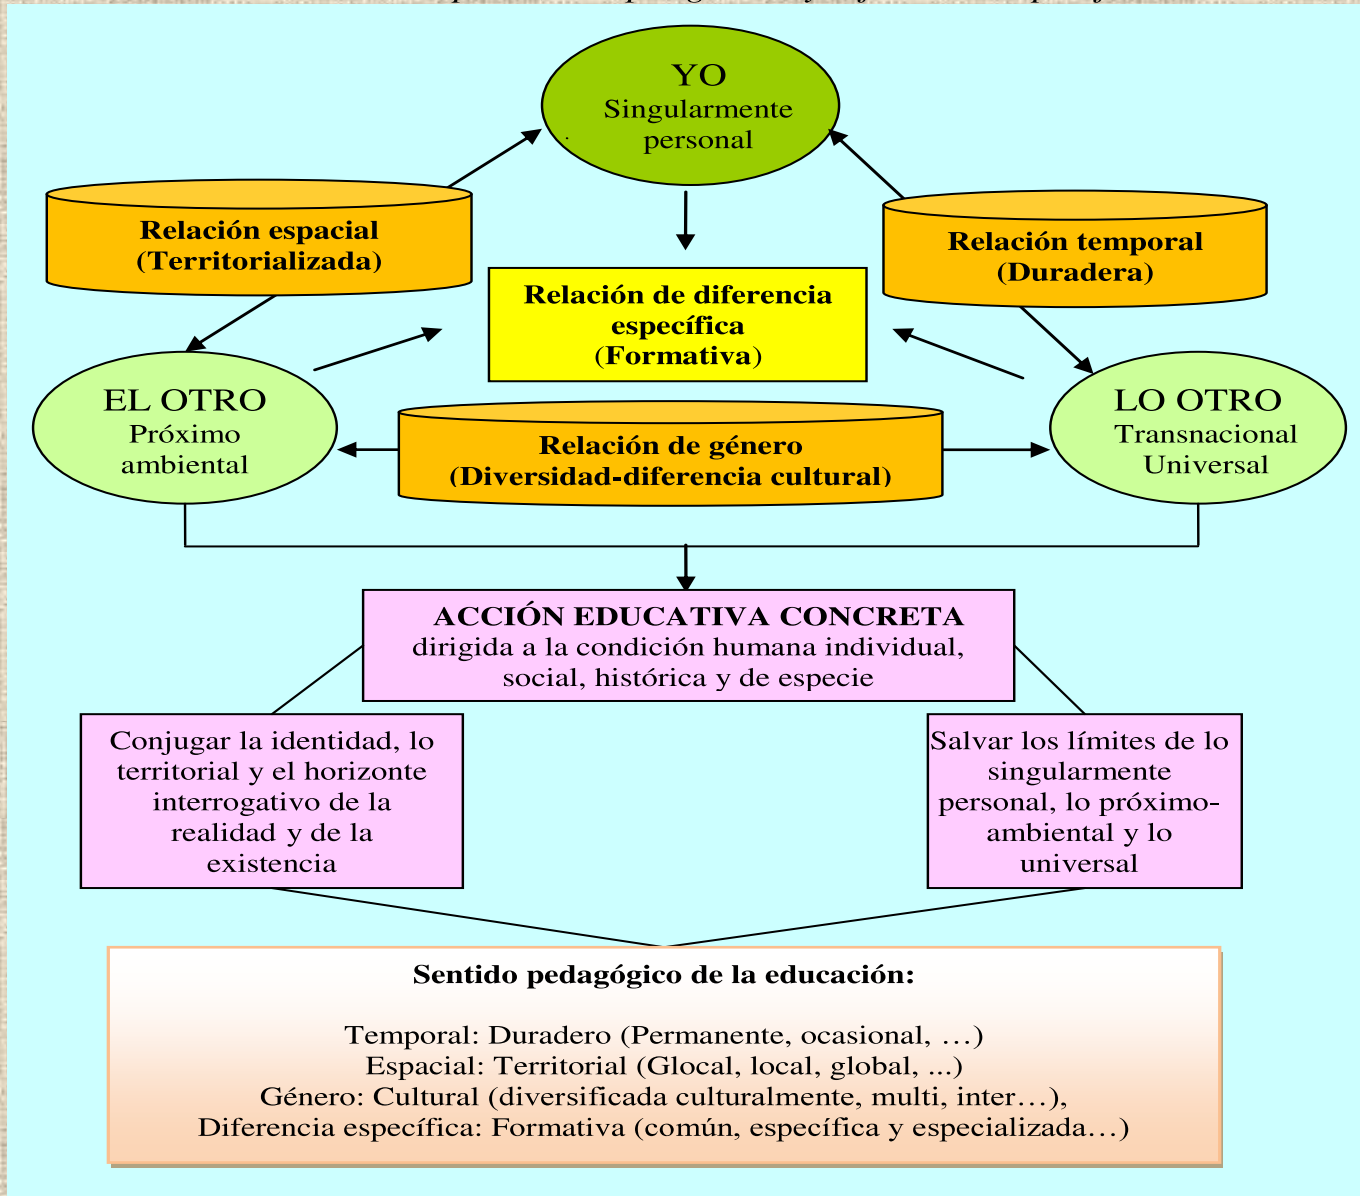 YO
Singularmente
personal
Relación espacial
(Territorializada)
Relación temporal
(Duradera)
Relación de diferencia
específica
(Formativa)
EL OTRO
Próximo
ambiental
LO OTRO
Transnacional
Universal
Relación de género
(Diversidad-diferencia cultural)
ACCIÓN EDUCATIVA CONCRETA
dirigida a la condición humana individual,
social, histórica y de especie
Conjugar la identidad, lo
territorial y el horizonte
interrogativo de la
realidad y de la
existencia
Salvar los límites de lo
singularmente
personal, lo próximo-
ambiental y lo
universal
Sentido pedagógico de la educación:
Temporal: Duradero (Permanente, ocasional, …)
Espacial: Territorial (Glocal, local, global, ...)
Género: Cultural (diversificada culturalmente, multi, inter…),
Diferencia específica: Formativa (común, específica y especializada…)